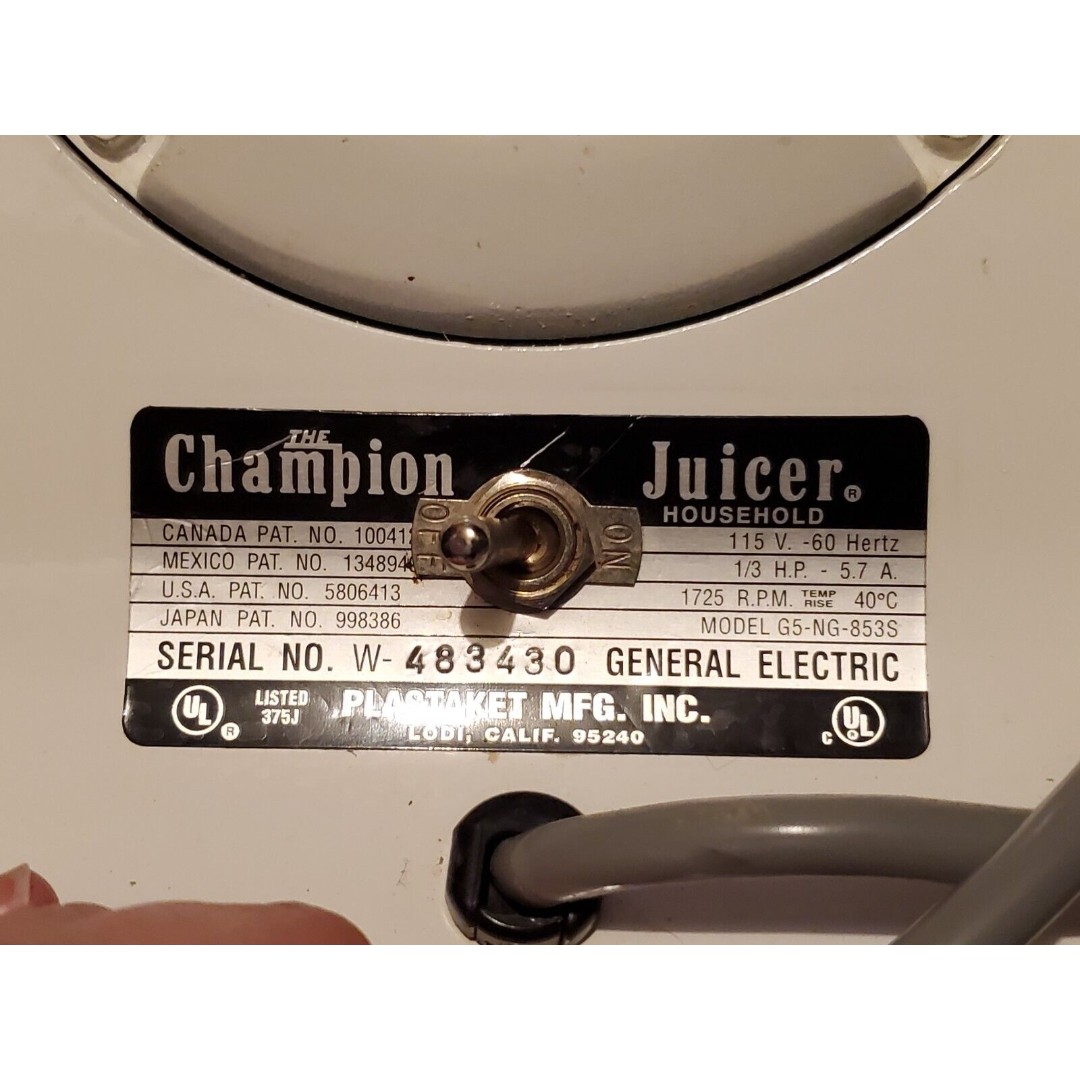 THE
Champion Juicer®
HOUSEHOLD
CANADA PAT. NO. 115 V. -60 Hertz
MEXICO PAT. NO. 1/3 H.P. - 5.7 A.
U.S.A. PAT. NO. 5806413 1725 R.P.M. TEMP RISE 40°C
JAPAN PAT. NO. 998386 MODEL G5-NG-853S
OFF
ON
SERIAL NO. W-483430 GENERAL ELECTRIC
UL® LISTED 375J PLASTAKET MFG. INC. C UL
LODI, CALIF. 95240